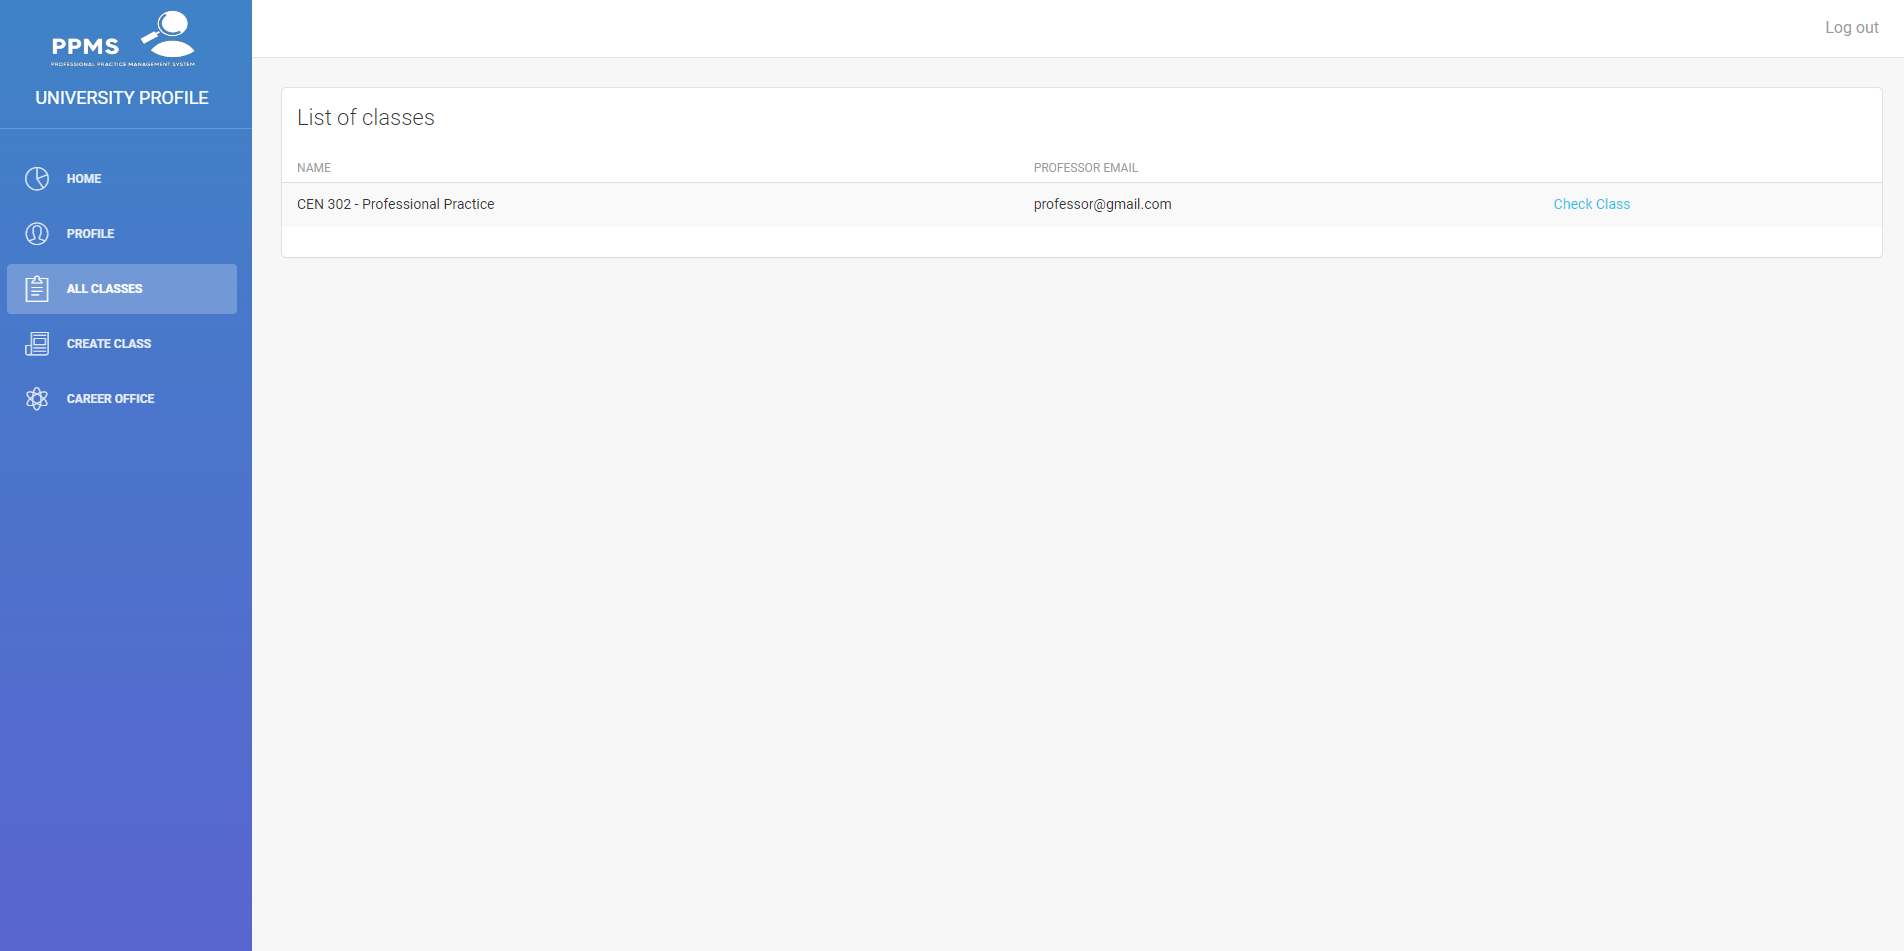 PPMS
PROFESSIONAL PRACTICE MANAGEMENT SYSTEM
UNIVERSITY PROFILE
HOME
PROFILE
ALL CLASSES
CREATE CLASS
CAREER OFFICE
Log out
List of classes
NAME PROFESSOR EMAIL
CEN 302 - Professional Practice professor@gmail.com Check Class